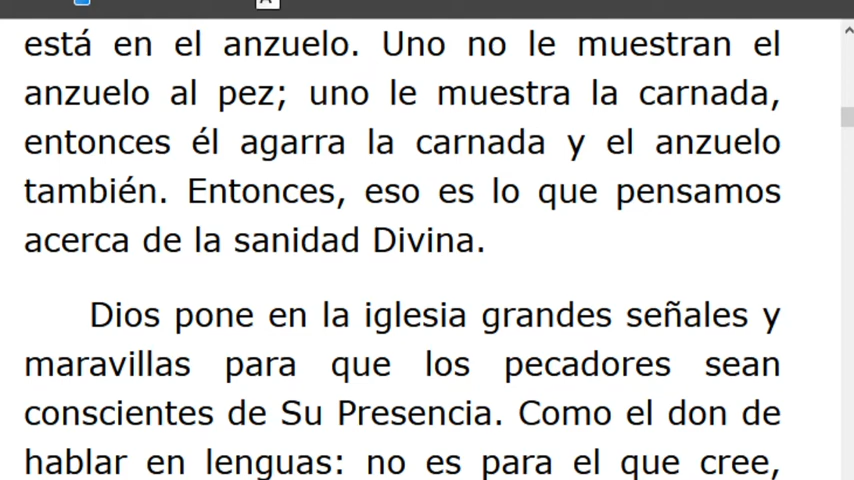 está en el anzuelo. Uno no le muestran el
anzuelo al pez; uno le muestra la carnada,
entonces él agarra la carnada y el anzuelo
también. Entonces, eso es lo que pensamos
acerca de la sanidad Divina.
Dios pone en la iglesia grandes señales y
maravillas para que los pecadores sean
conscientes de Su Presencia. Como el don de
hablar en lenguas: no es para el que cree,